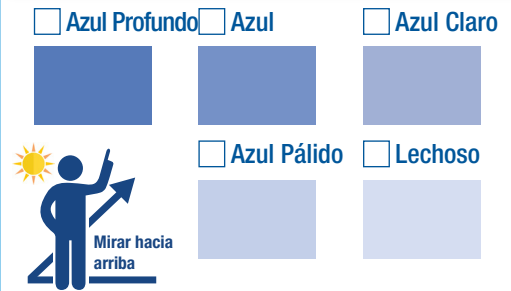 Azul Profundo
Azul
Azul Claro
Azul Pálido
Lechoso
Mirar hacia
arriba